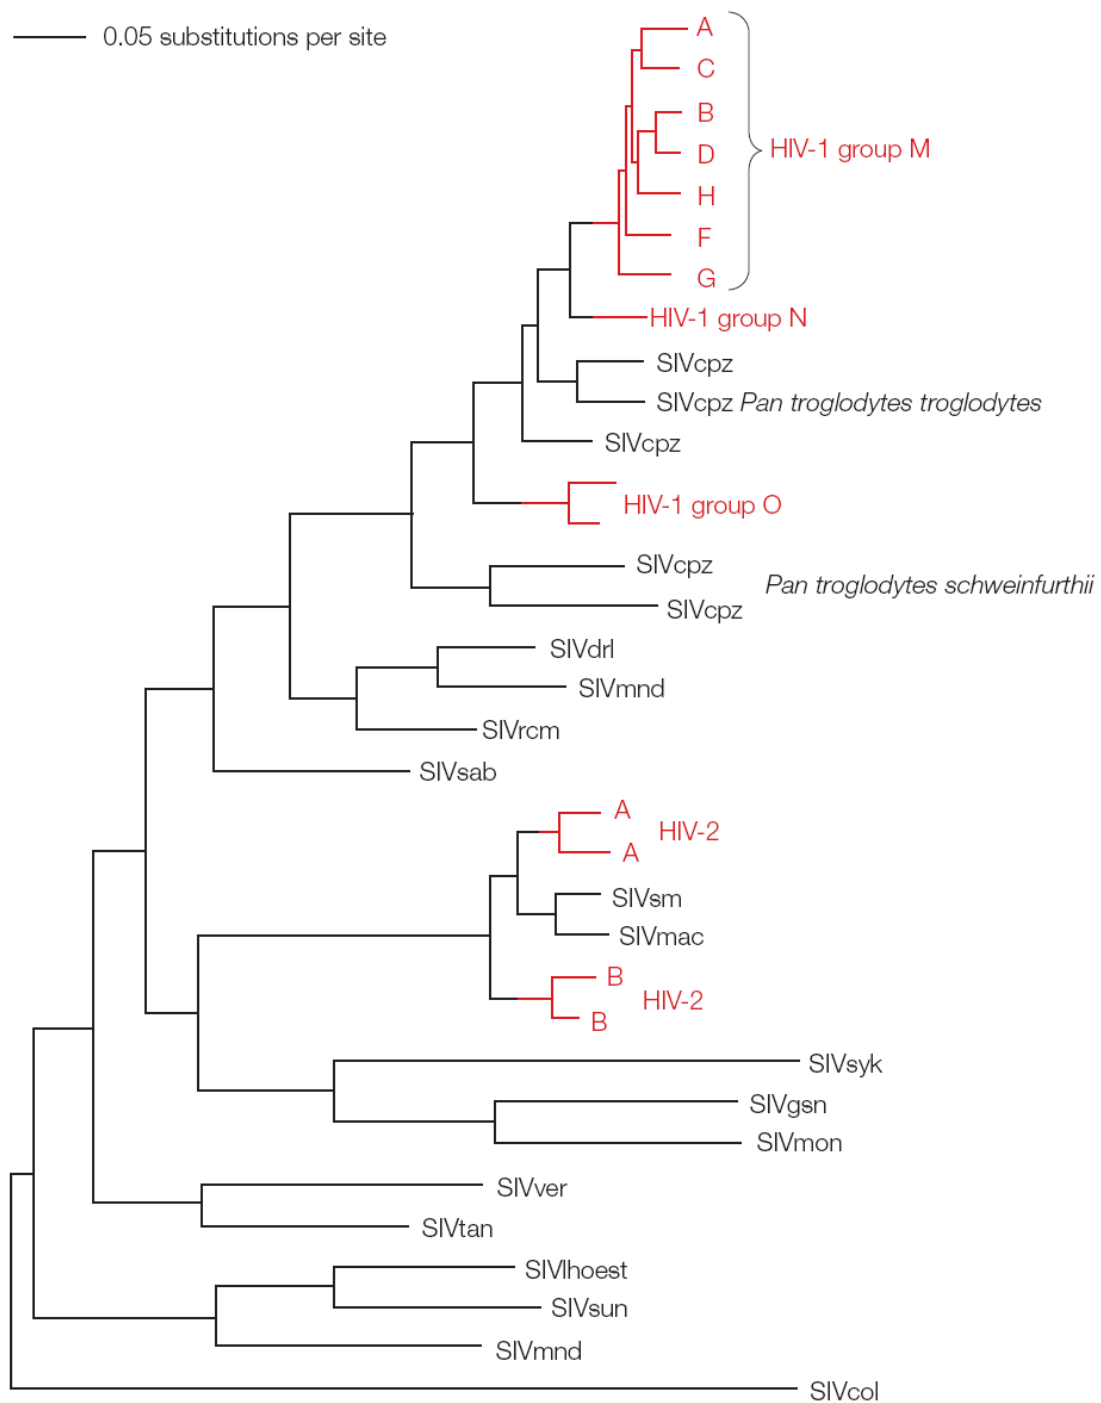 0.05 substitutions per site
A
C
B
D
HIV-1 group M
H
F
G
HIV-1 group N
SIVcpz
SIVcpz Pan troglodytes troglodytes
SIVcpz
HIV-1 group O
SIVcpz
Pan troglodytes schweinfurthii
SIVcpz
SIVdrl
SIVmnd
SIVrcm
SIVsab
A
HIV-2
A
SIVsm
SIVmac
B
HIV-2
B
SIVsyk
SIVgsn
SIVmon
SIVver
SIVtan
SIVlhoest
SIVsun
SIVmnd
SIVcol